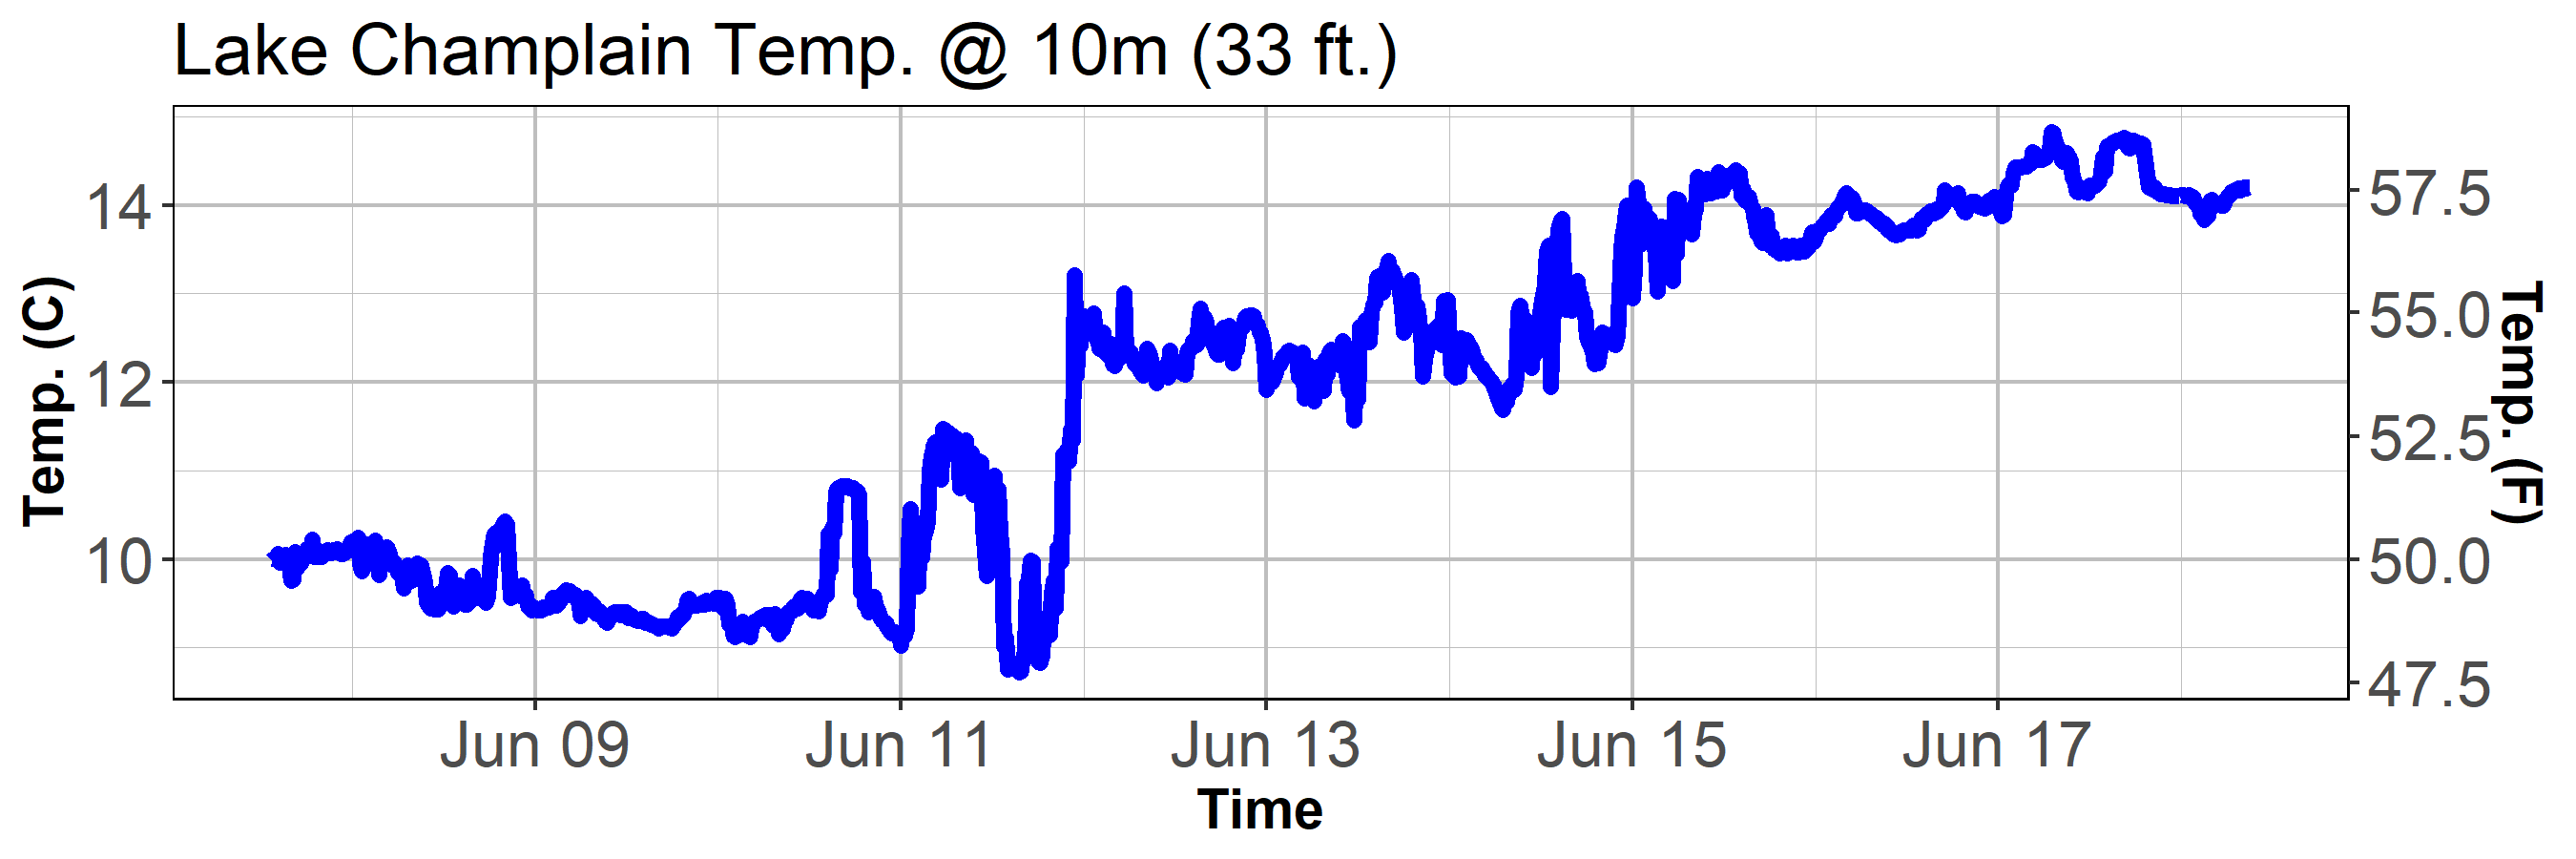 Lake Champlain Temp. @ 10m (33 ft.)
Temp. (C)
14
12
10
57.5
55.0
52.5
50.0
47.5
Temp. (F)
Jun 09
Jun 11
Jun 13
Jun 15
Jun 17
Time